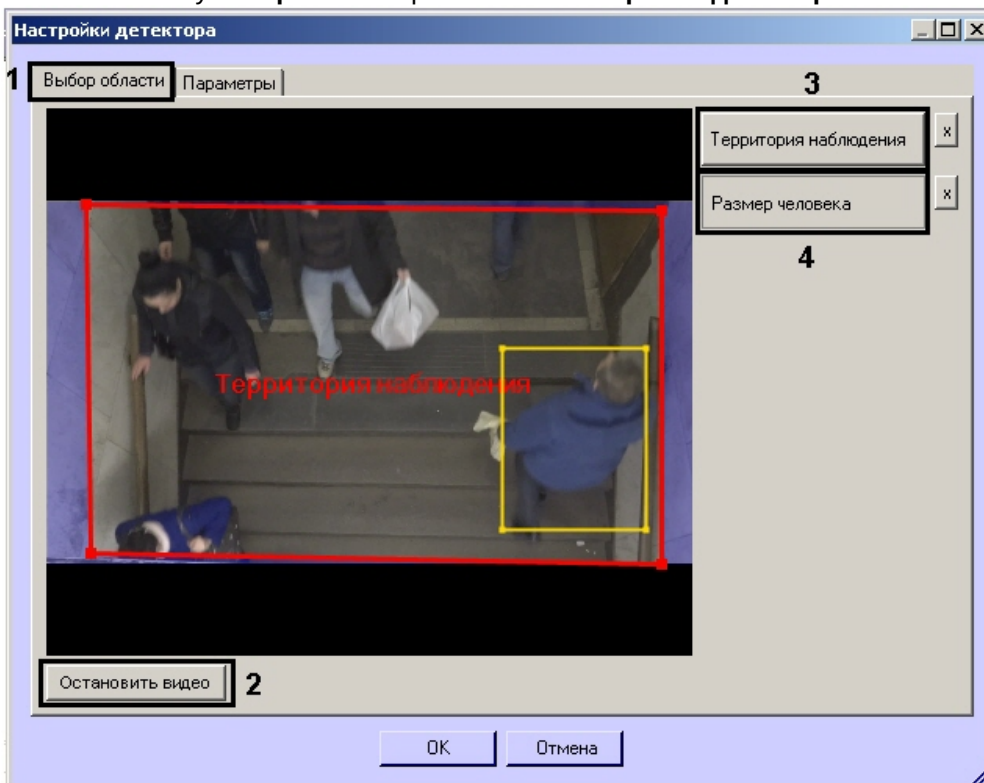 Настройки детектора
1
Выбор области
Параметры
3
Территория наблюдения
x
Размер человека
x
4
Территория наблюдения
Остановить видео
2
OK
Отмена